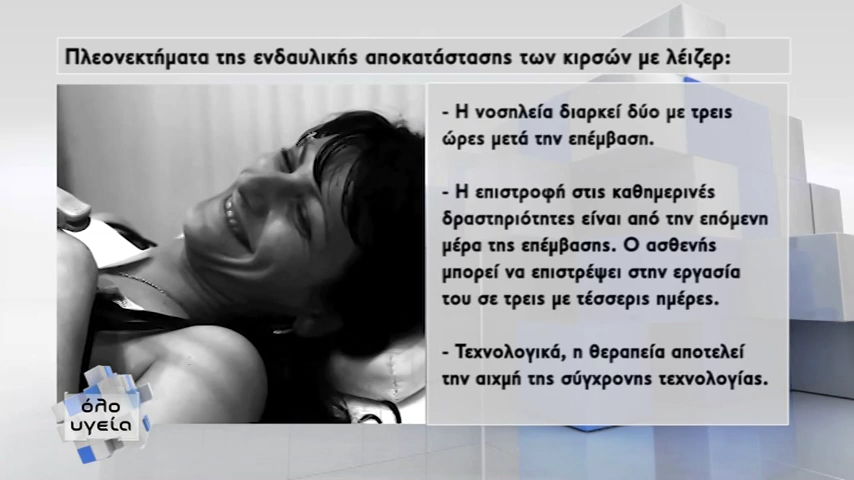 Πλεονεκτήματα της ενδαυλικής αποκατάστασης των κιρσών με λέιζερ:
- Η νοσηλεία διαρκεί δύο με τρεις
ώρες μετά την επέμβαση.
- Η επιστροφή στις καθημερινές
δραστηριότητες είναι από την επόμενη
μέρα της επέμβασης. Ο ασθενής
μπορεί να επιστρέψει στην εργασία
του σε τρεις με τέσσερις ημέρες.
- Τεχνολογικά, η θεραπεία αποτελεί
την αιχμή της σύγχρονης τεχνολογίας.
όλο
υγεία